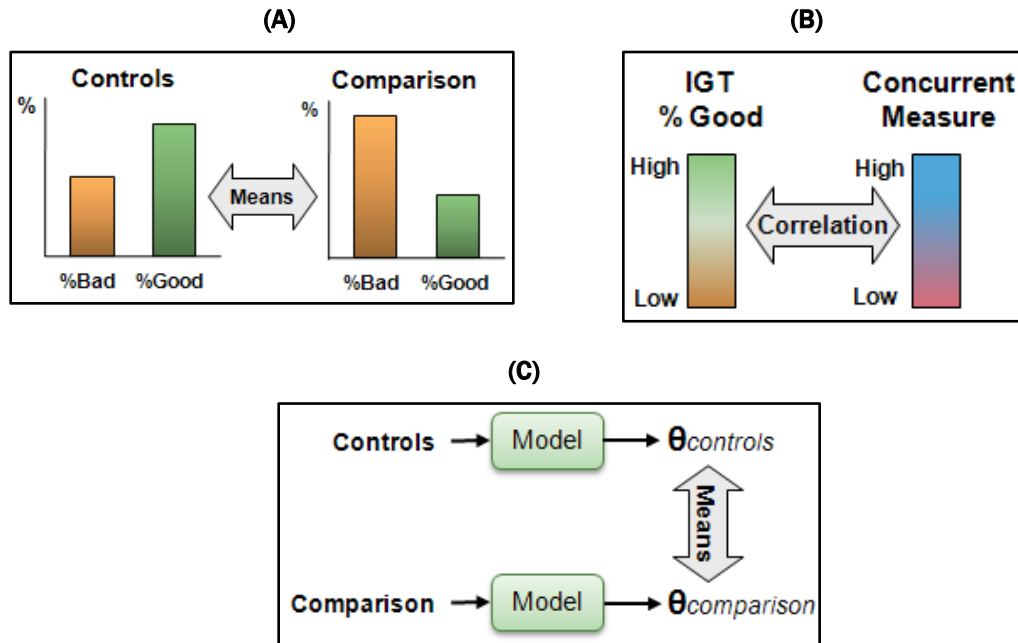 (A)
Controls
%
%Bad
%Good
Means
Comparison
%
%Bad
%Good
(B)
IGT
% Good
High
Low
Correlation
Concurrent
Measure
High
Low
(C)
Controls
Model
θcontrols
Means
Comparison
Model
θcomparison